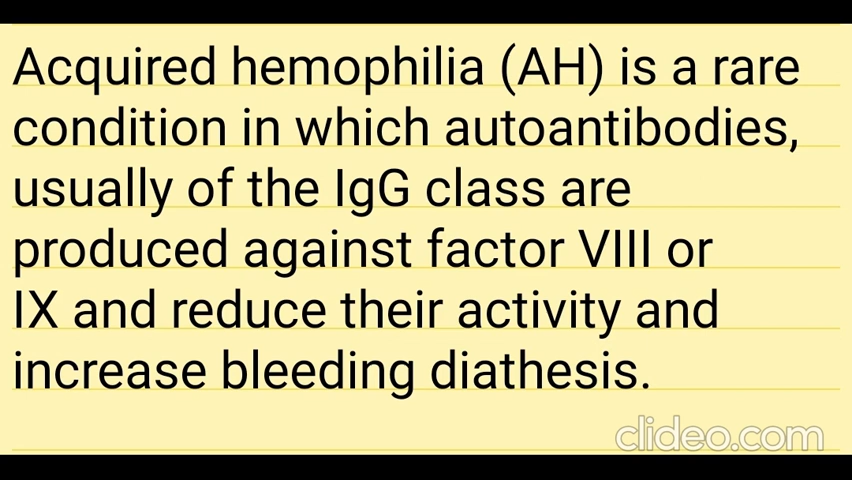 Acquired hemophilia (AH) is a rare
condition in which autoantibodies,
usually of the IgG class are
produced against factor VIII or
IX and reduce their activity and
increase bleeding diathesis.
clideo.com